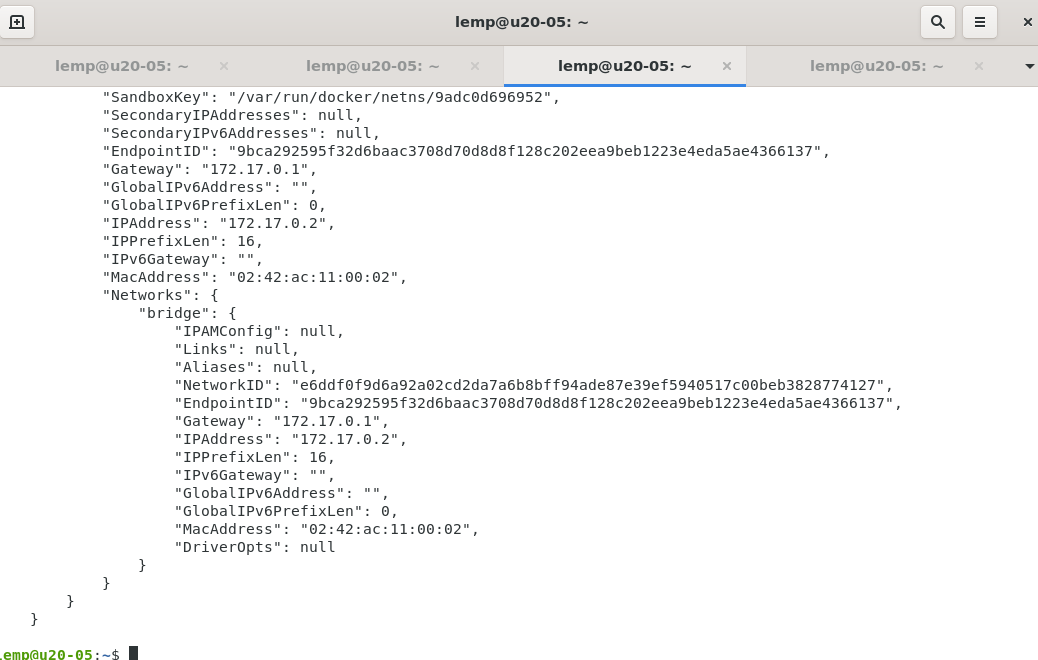 lemp@u20-05: ~
lemp@u20-05: ~ lemp@u20-05: ~ lemp@u20-05: ~ lemp@u20-05: ~
"SandboxKey": "/var/run/docker/netns/9adc0d696952",
"SecondaryIPAddresses": null,
"SecondaryIPv6Addresses": null,
"EndpointID": "9bca292595f32d6baac3708d70d8d8f128c202eea9beb1223e4eda5ae4366137",
"Gateway": "172.17.0.1",
"GlobalIPv6Address": "",
"GlobalIPv6PrefixLen": 0,
"IPAddress": "172.17.0.2",
"IPPrefixLen": 16,
"IPv6Gateway": "",
"MacAddress": "02:42:ac:11:00:02",
"Networks": {
"bridge": {
"IPAMConfig": null,
"Links": null,
"Aliases": null,
"NetworkID": "e6ddf0f9d6a92a02cd2da7a6b8bff94ade87e39ef5940517c00beb3828774127",
"EndpointID": "9bca292595f32d6baac3708d70d8d8f128c202eea9beb1223e4eda5ae4366137",
"Gateway": "172.17.0.1",
"IPAddress": "172.17.0.2",
"IPPrefixLen": 16,
"IPv6Gateway": "",
"GlobalIPv6Address": "",
"GlobalIPv6PrefixLen": 0,
"MacAddress": "02:42:ac:11:00:02",
"DriverOpts": null
}
}
}
}
lemp@u20-05:~$